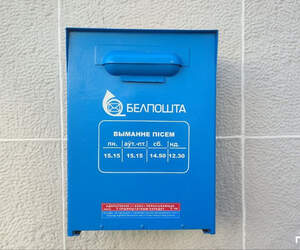 БЕЛПОШТА
ВЫМАННЕ ПІСЕМ
пн. аўт.-пт. сб. нд.
15.15 15.15 14.50 12.30